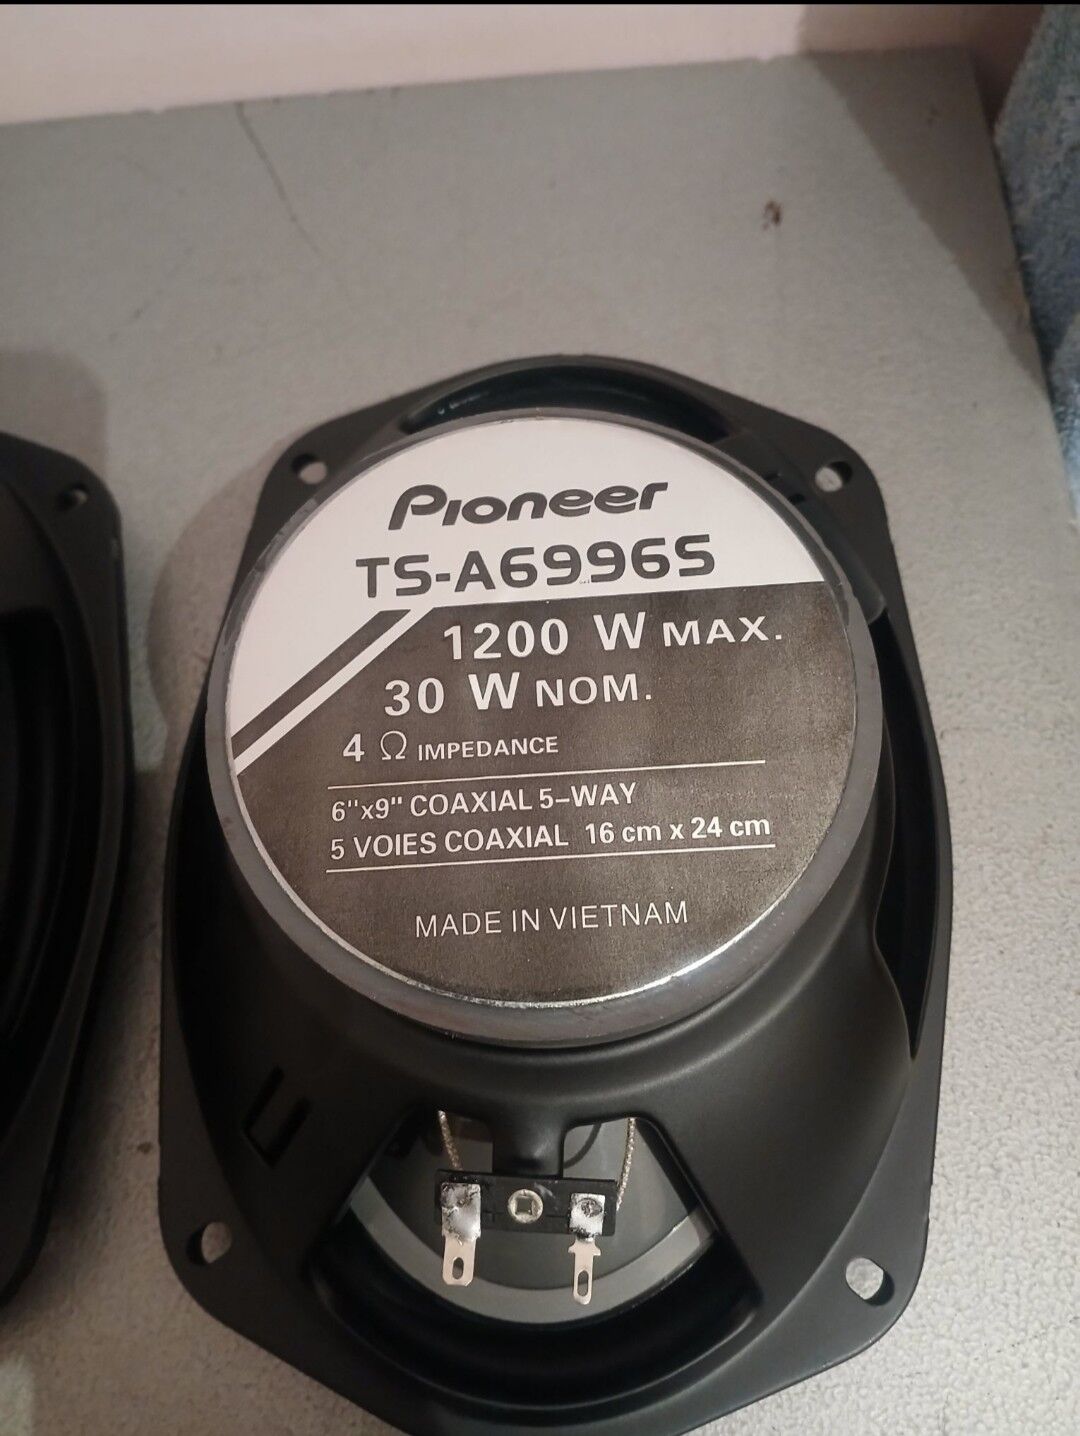 Pioneer
TS-A6996S
1200 W MAX.
30 W NOM.
4 Ω IMPEDANCE
6"x9" COAXIAL 5-WAY
5 VOIES COAXIAL 16 cm x 24 cm
MADE IN VIETNAM